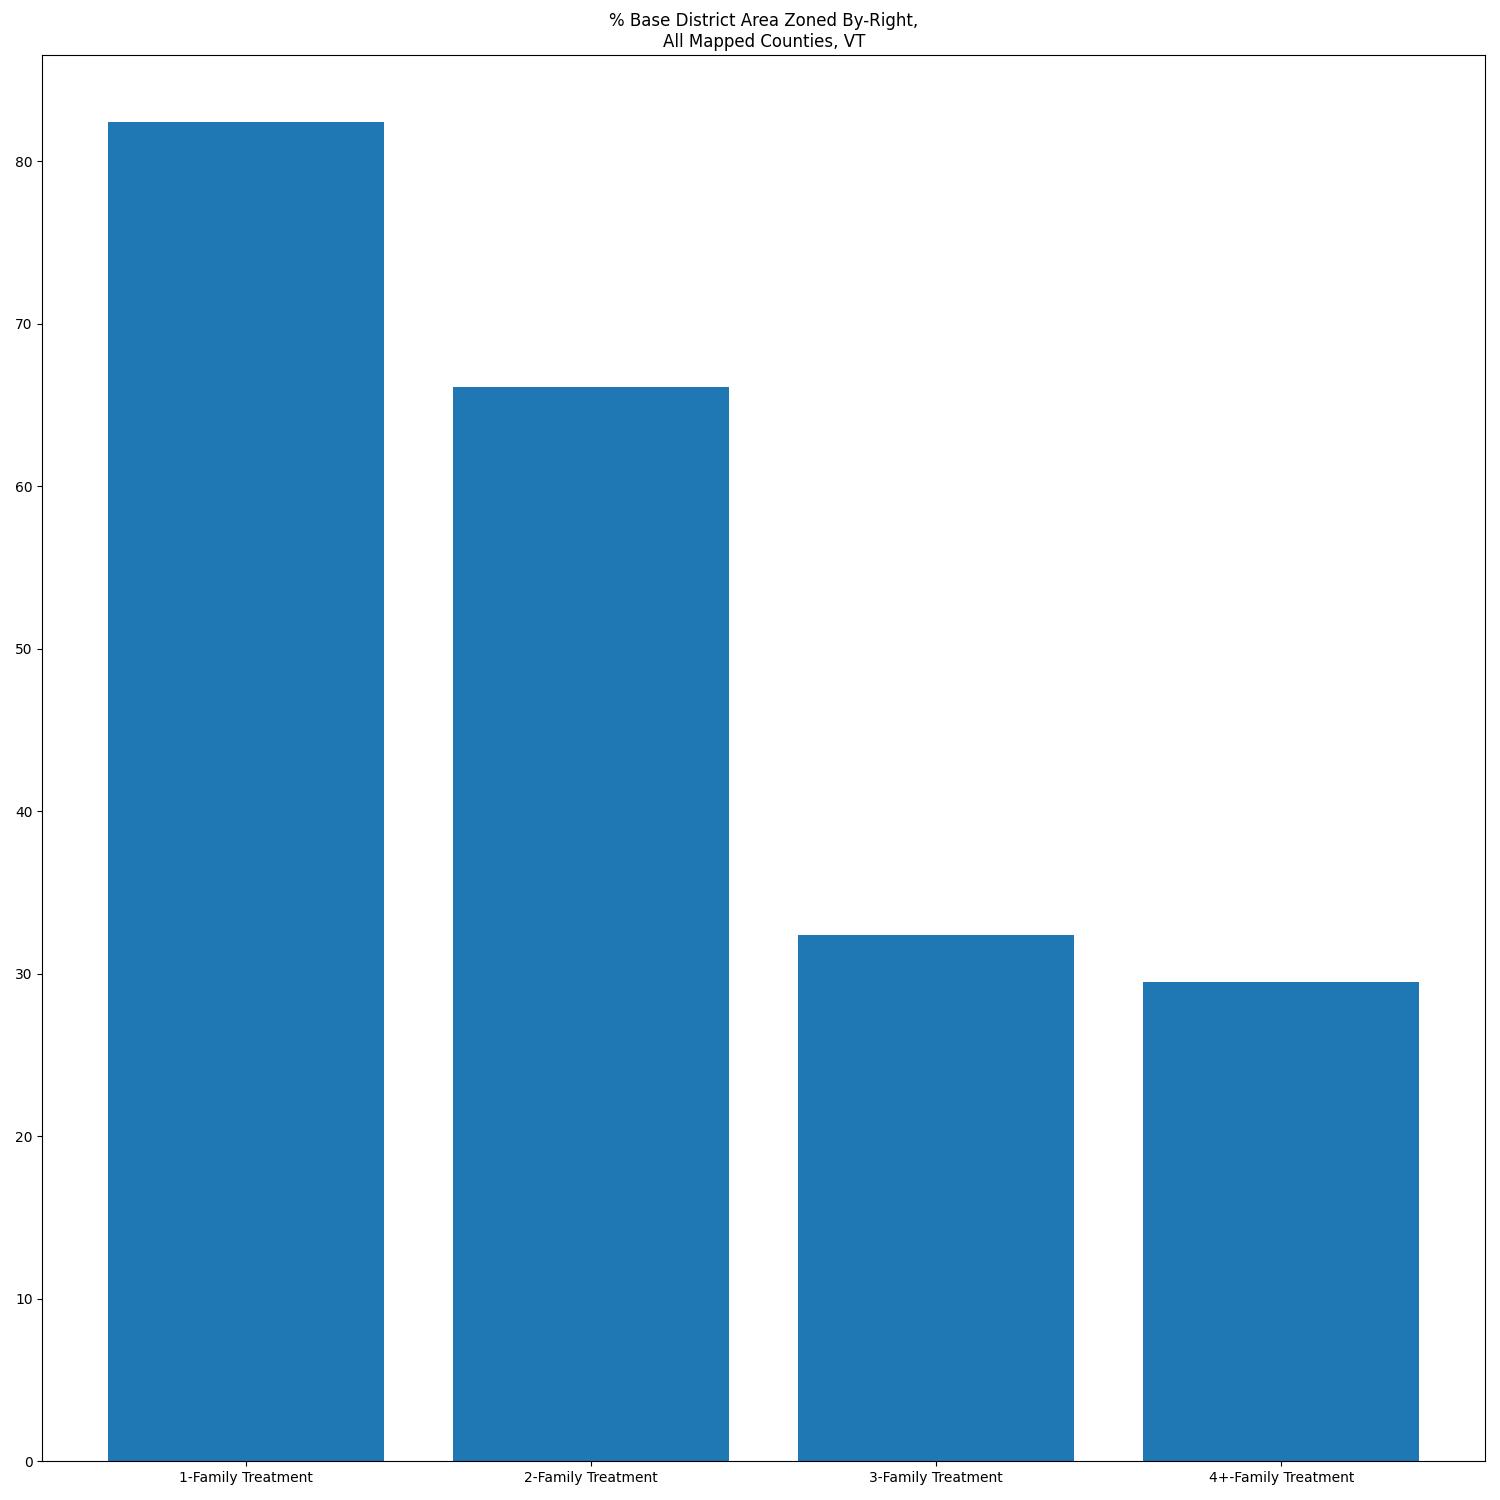 % Base District Area Zoned By-Right,
All Mapped Counties, VT
80
70
60
50
40
30
20
10
0
1-Family Treatment
2-Family Treatment
3-Family Treatment
4+-Family Treatment